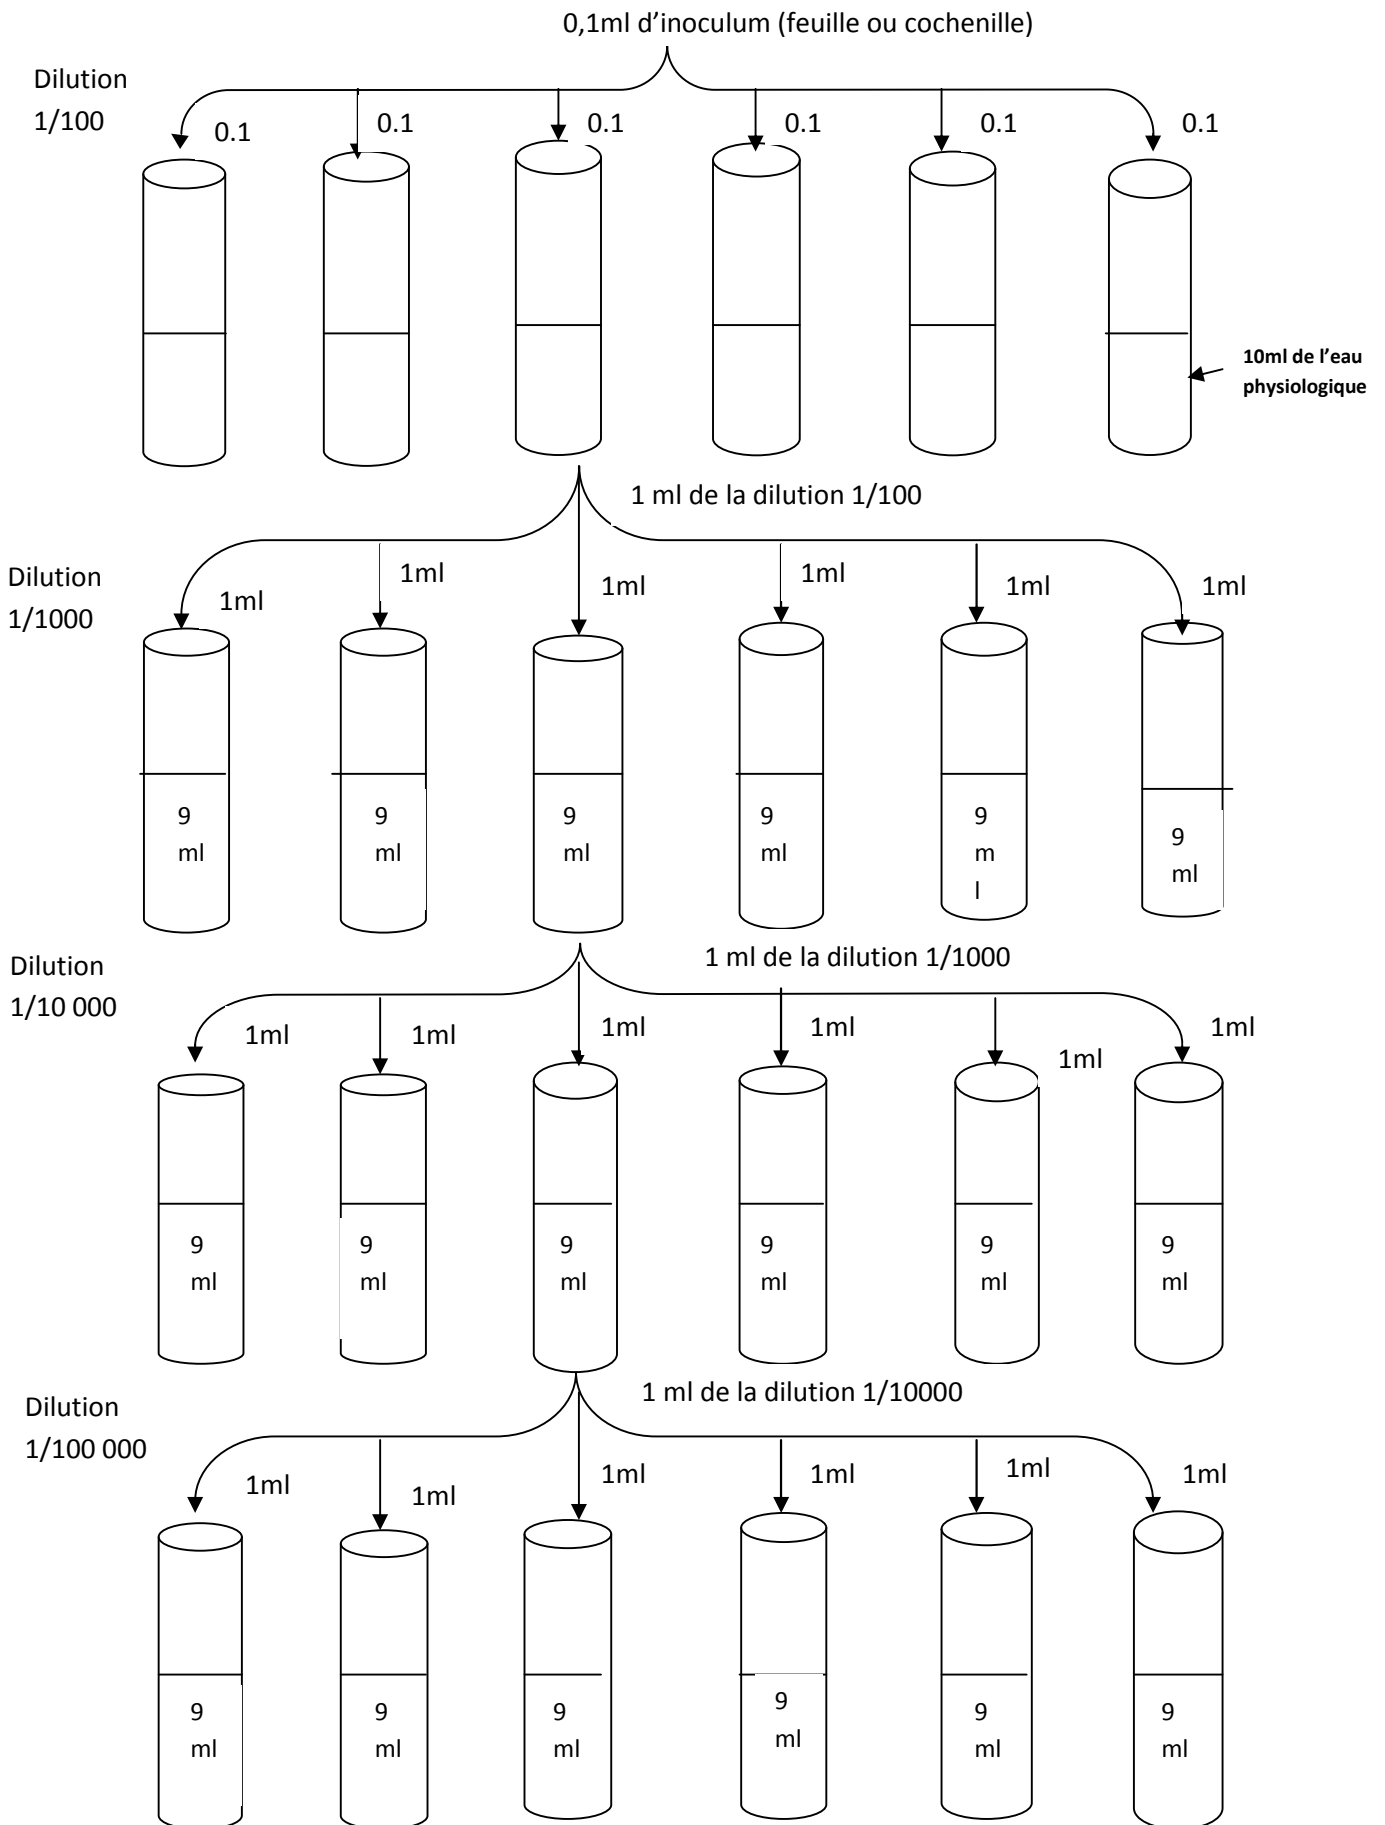 0,1ml d’inoculum (feuille ou cochenille)
Dilution
1/100
0.1
0.1
0.1
0.1
0.1
0.1
10ml de l’eau
physiologique
1 ml de la dilution 1/100
Dilution
1/1000
1ml
1ml
1ml
1ml
1ml
1ml
9
ml
9
ml
9
ml
9
ml
9
m
l
9
ml
1 ml de la dilution 1/1000
Dilution
1/10 000
1ml
1ml
1ml
1ml
1ml
1ml
9
ml
9
ml
9
ml
9
ml
9
ml
9
ml
1 ml de la dilution 1/10000
Dilution
1/100 000
1ml
1ml
1ml
1ml
1ml
1ml
9
ml
9
ml
9
ml
9
ml
9
ml
9
ml